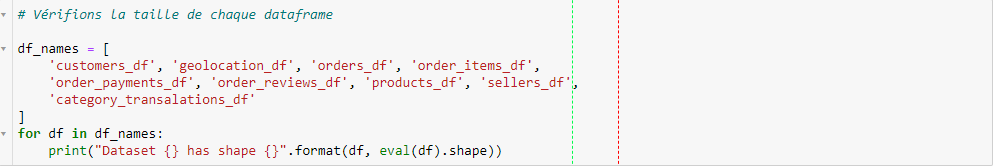 # Vérifions la taille de chaque dataframe
df_names = [
'customers_df', 'geolocation_df', 'orders_df', 'order_items_df',
'order_payments_df', 'order_reviews_df', 'products_df', 'sellers_df',
'category_transalations_df'
]
for df in df_names:
print("Dataset {} has shape {}".format(df, eval(df).shape))